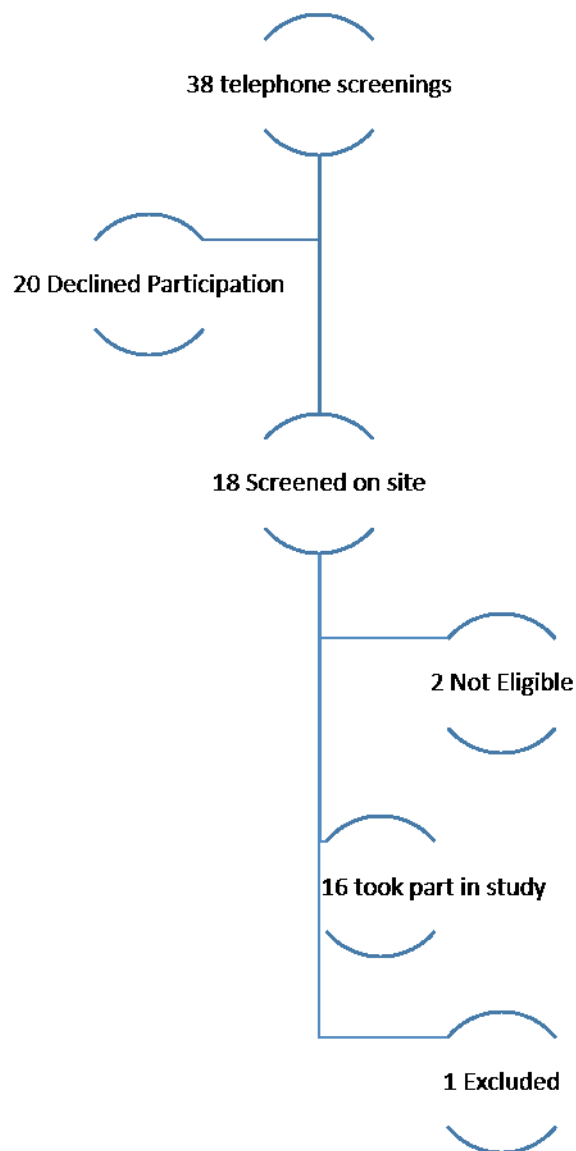 38 telephone screenings
20 Declined Participation
18 Screened on site
2 Not Eligible
16 took part in study
1 Excluded